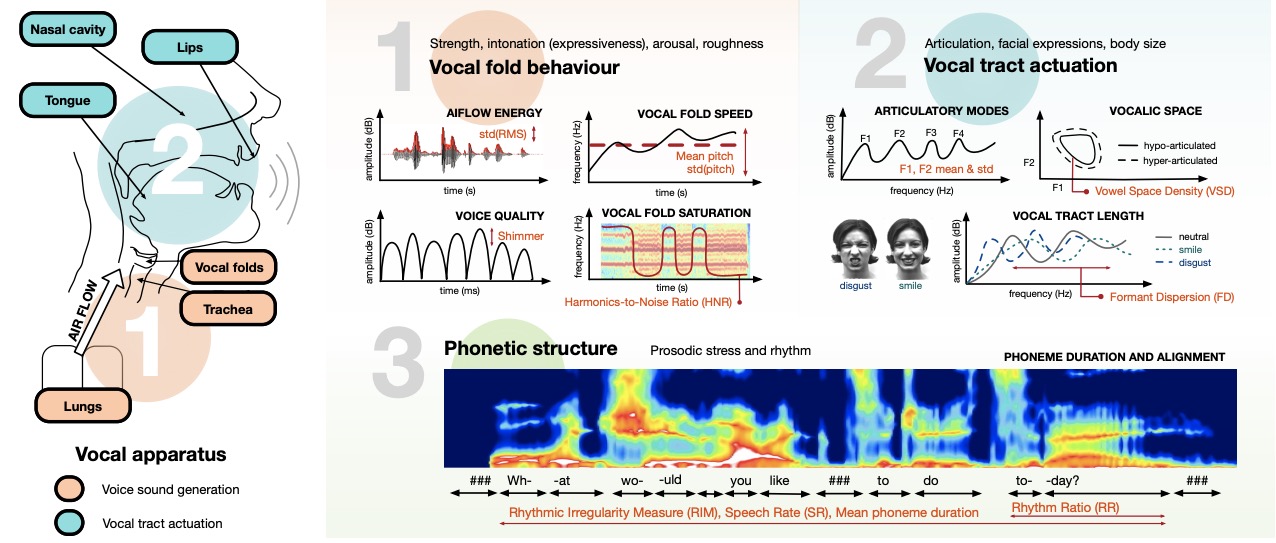 Nasal cavity
Lips
Tongue
2
Vocal folds
Trachea
AIR FLOW
1
Lungs
Vocal apparatus
Voice sound generation
Vocal tract actuation
1
Strength, intonation (expressiveness), arousal, roughness
Vocal fold behaviour
AIFLOW ENERGY
amplitude (dB)
std(RMS)
time (s)
VOCAL FOLD SPEED
frequency (Hz)
Mean pitch
std(pitch)
time (s)
VOICE QUALITY
amplitude (dB)
Shimmer
time (ms)
VOCAL FOLD SATURATION
frequency (Hz)
time (s)
Harmonics-to-Noise Ratio (HNR)
2
Articulation, facial expressions, body size
Vocal tract actuation
ARTICULATORY MODES
amplitude (dB)
F1
F2
F3
F4
F1, F2 mean & std
frequency (Hz)
VOCALIC SPACE
F2
F1
hypo-articulated
hyper-articulated
Vowel Space Density (VSD)
disgust
smile
VOCAL TRACT LENGTH
amplitude (dB)
neutral
smile
disgust
frequency (Hz)
Formant Dispersion (FD)
3
Phonetic structure
Prosodic stress and rhythm
PHONEME DURATION AND ALIGNMENT
### Wh- -at wo- -uld you like ### to do to- -day? ###
Rhythmic Irregularity Measure (RIM), Speech Rate (SR), Mean phoneme duration
Rhythm Ratio (RR)